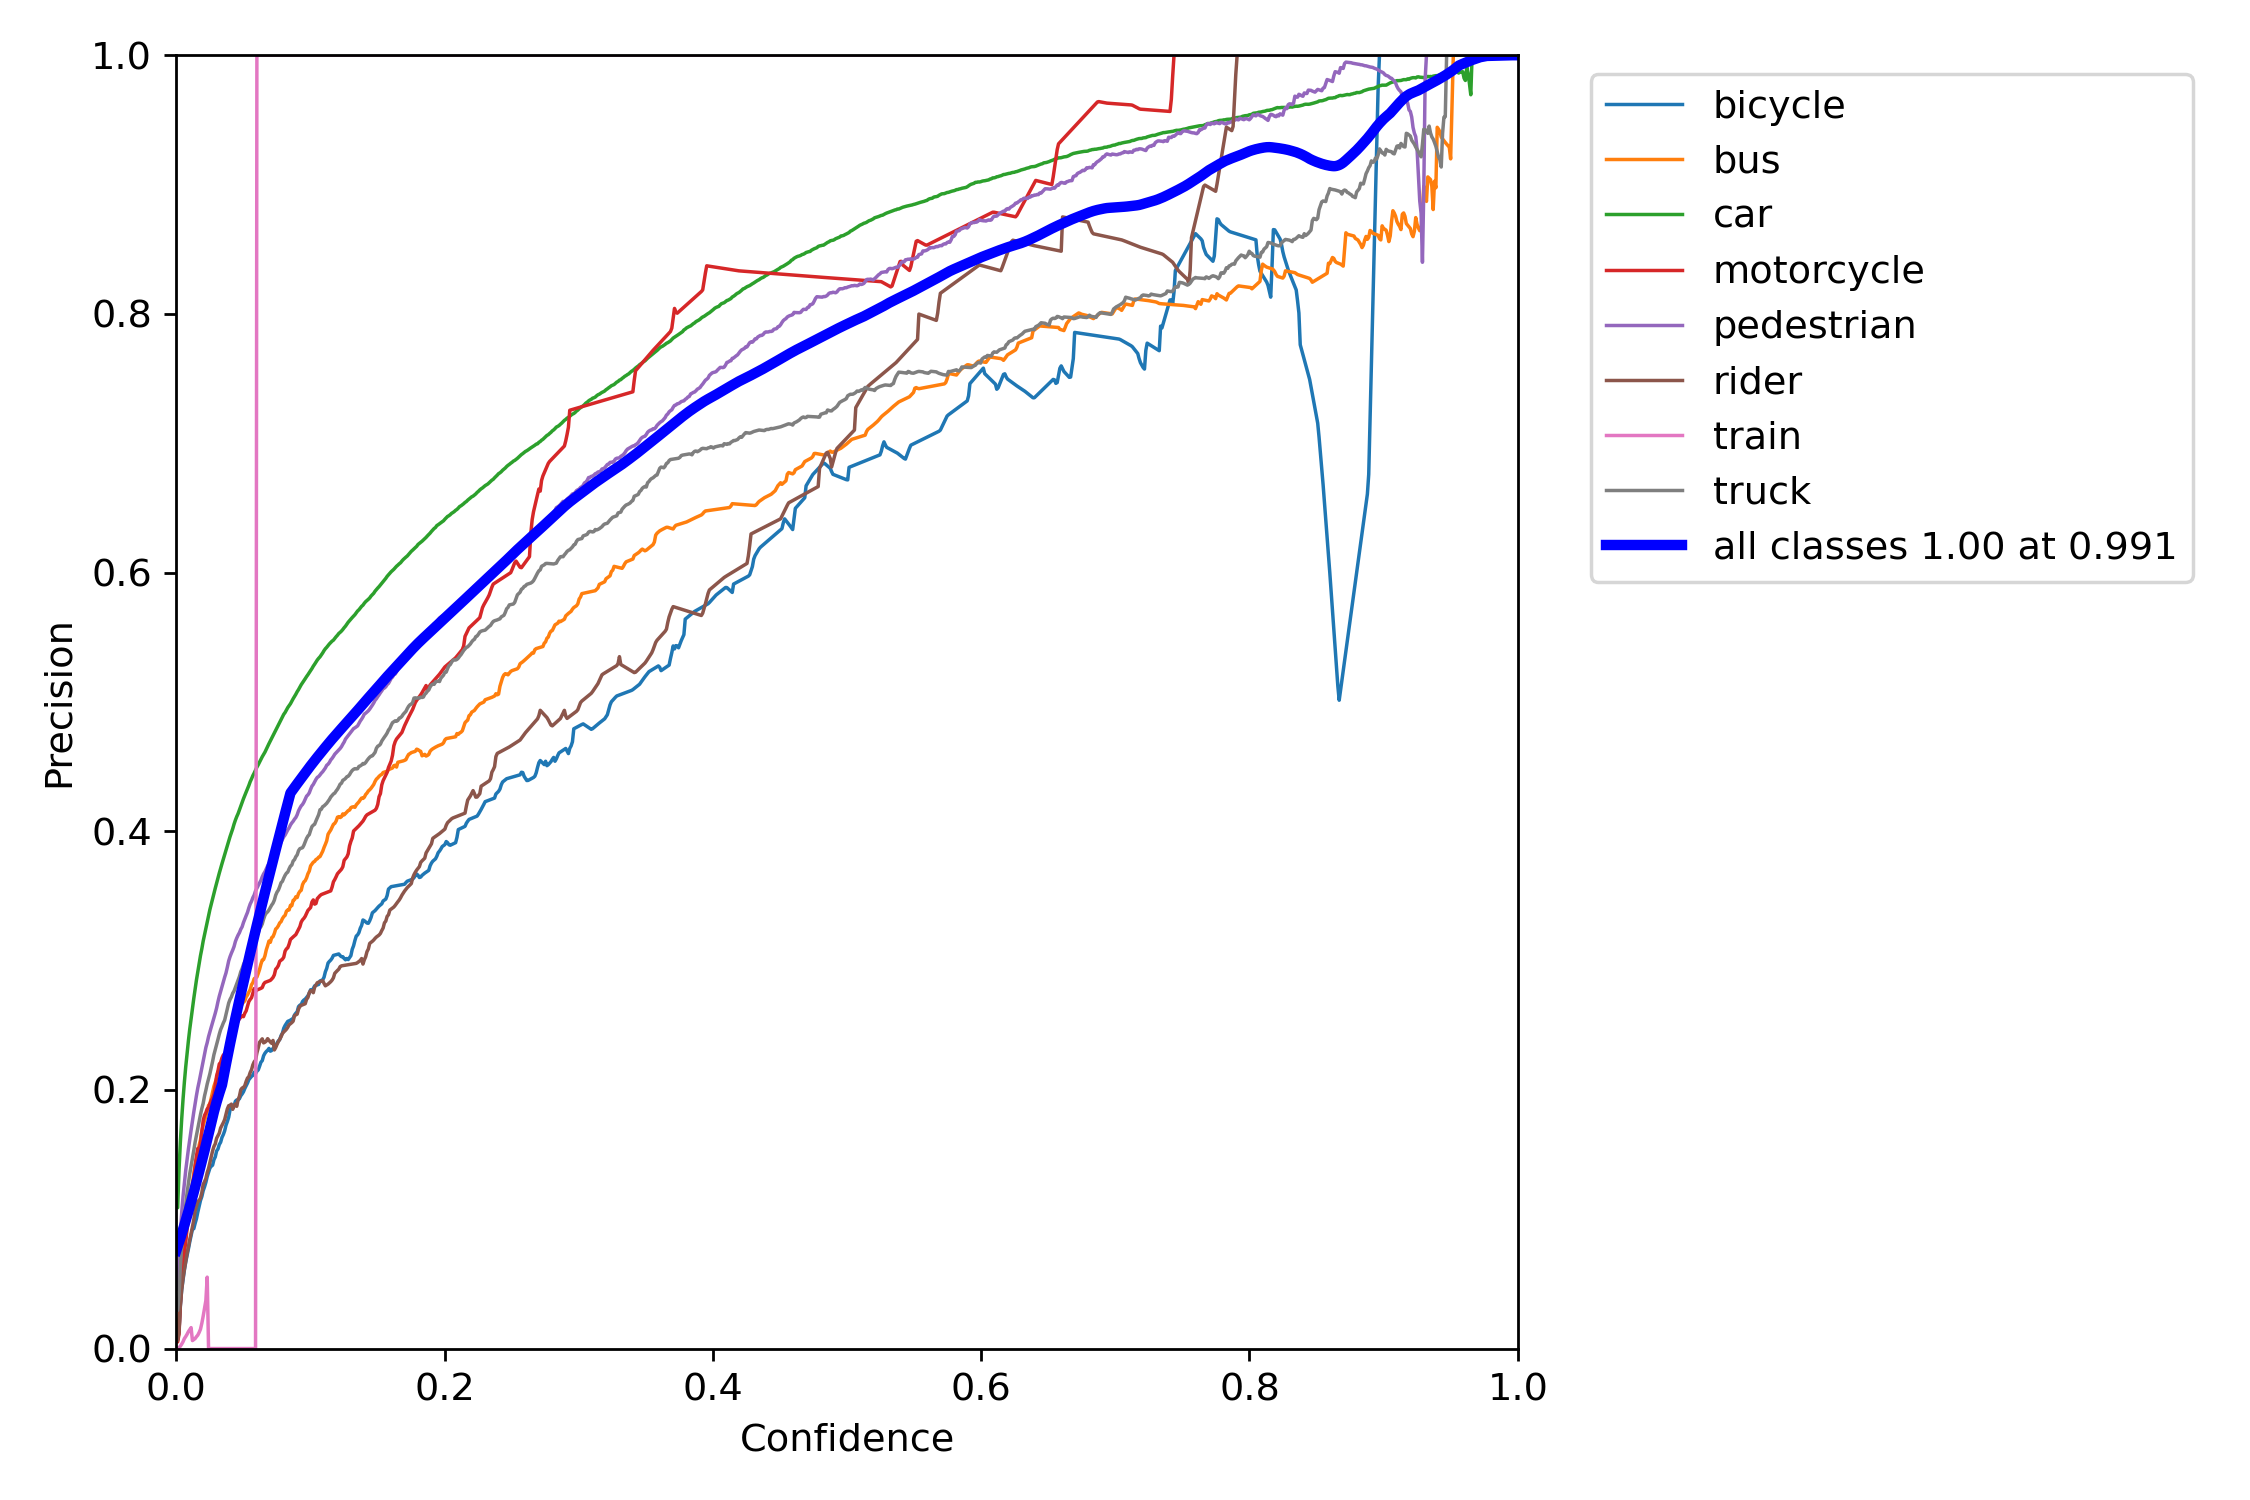 1.0
0.8
0.6
0.4
0.2
0.0
Precision
0.0 0.2 0.4 0.6 0.8 1.0
Confidence
bicycle
bus
car
motorcycle
pedestrian
rider
train
truck
all classes 1.00 at 0.991